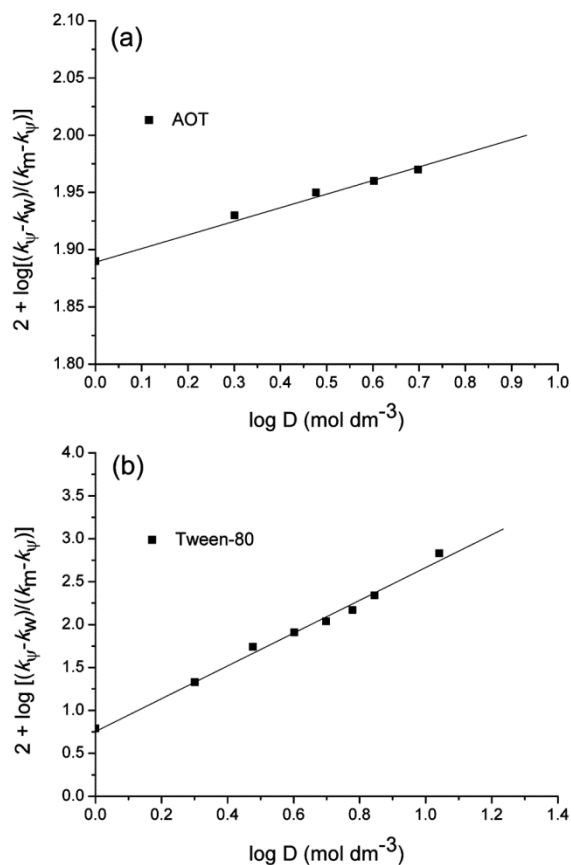 (a)
2.10
2.05
2.00
1.95
1.90
1.85
1.80
■ AOT
2 + log[(kψ-kw)/(km-kψ)]
0.0 0.1 0.2 0.3 0.4 0.5 0.6 0.7 0.8 0.9 1.0
log D (mol dm-3)
(b)
4.0
3.5
3.0
2.5
2.0
1.5
1.0
0.5
0.0
■ Tween-80
2 + log [(kψ-kw)/(km-kψ)]
0.0 0.2 0.4 0.6 0.8 1.0 1.2 1.4
log D (mol dm-3)